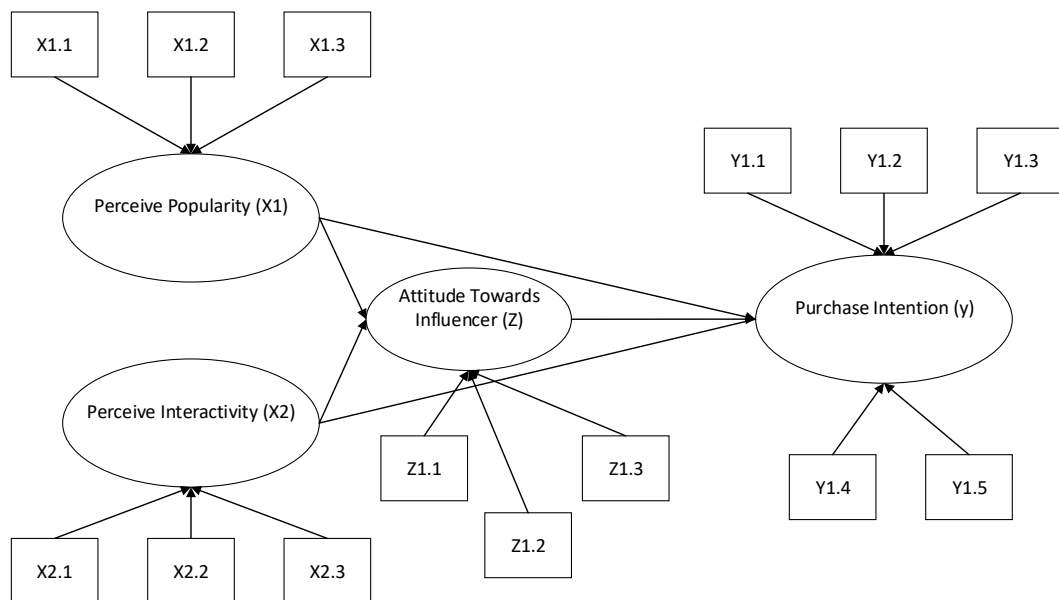 X1.1
X1.2
X1.3
Y1.1
Y1.2
Y1.3
Perceive Popularity (X1)
Attitude Towards
Influencer (Z)
Purchase Intention (y)
Perceive Interactivity (X2)
Z1.1
Z1.3
Y1.4
Y1.5
Z1.2
X2.1
X2.2
X2.3